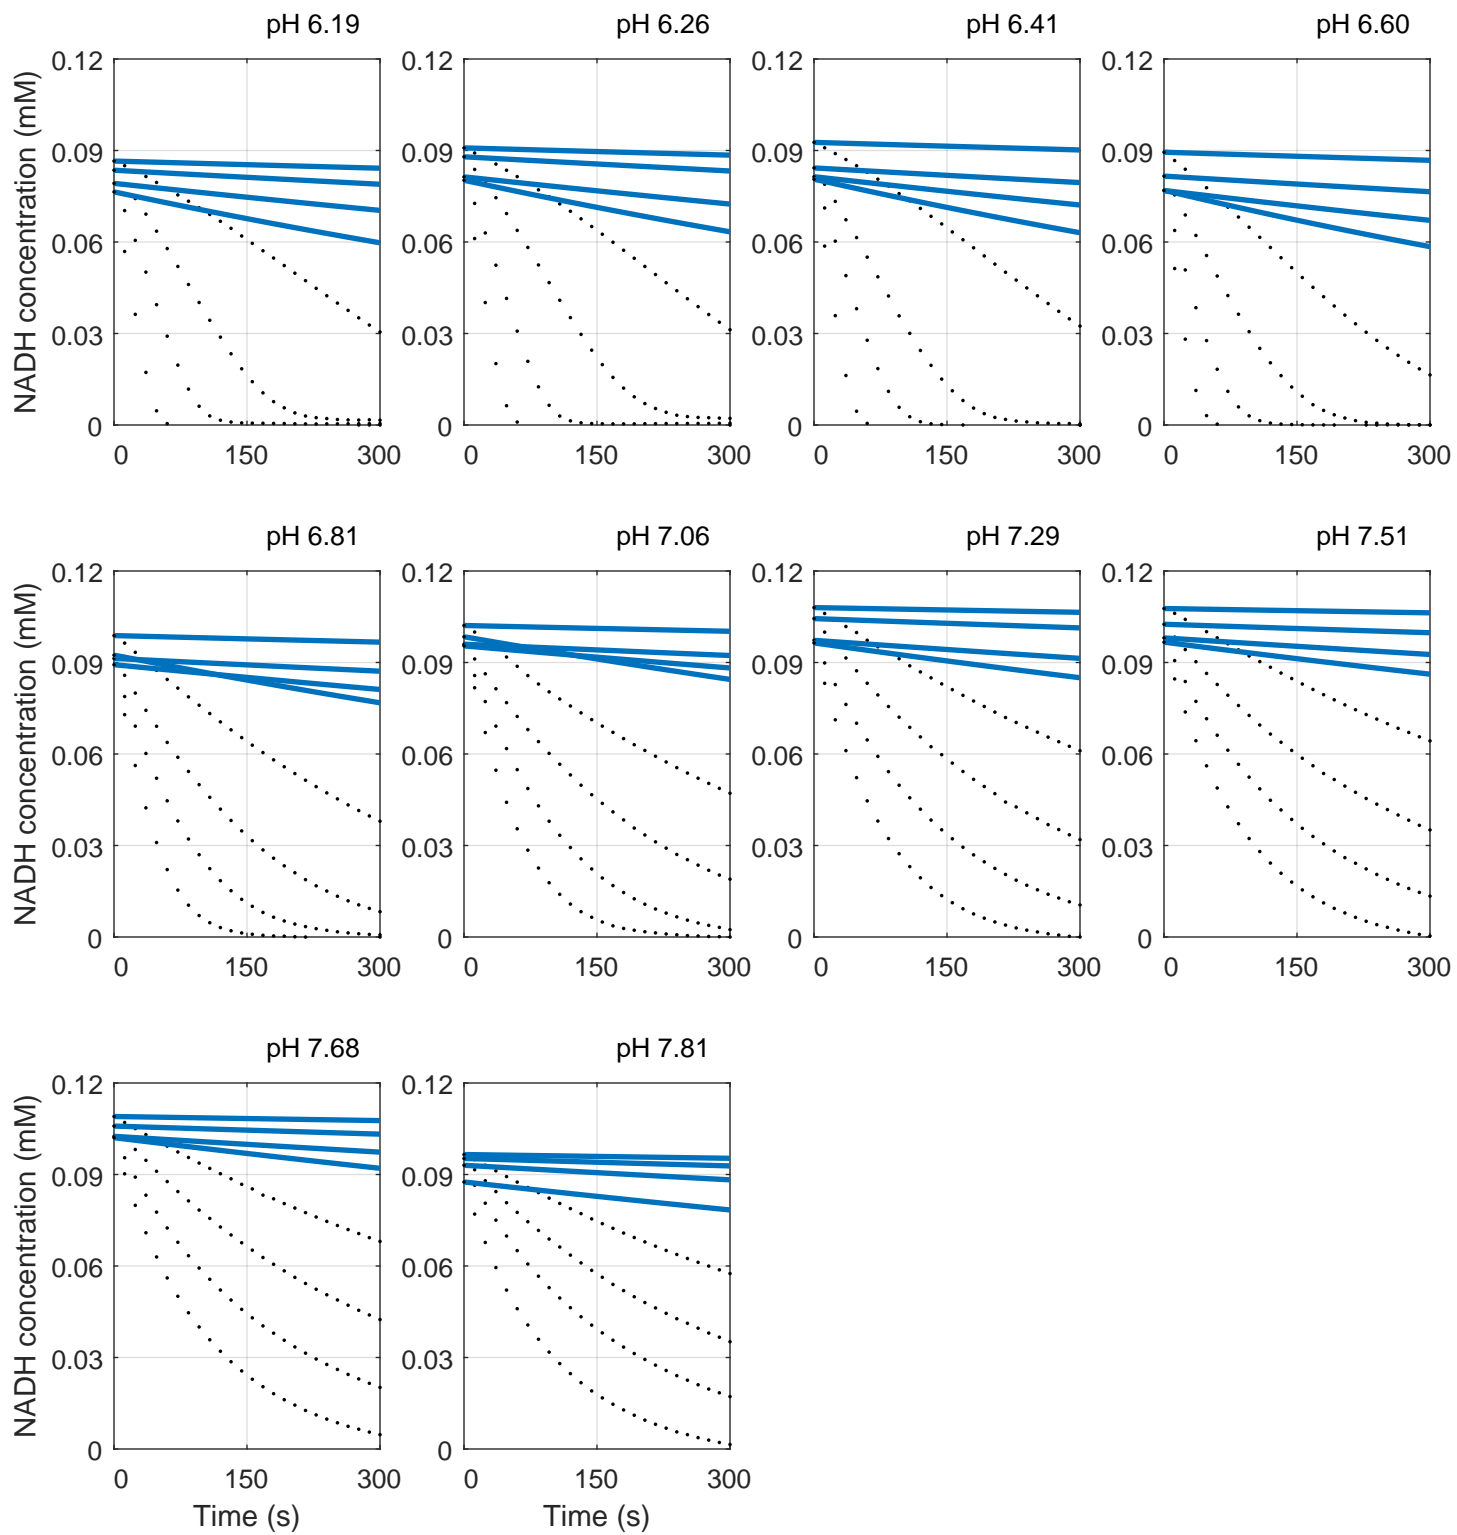 pH 6.19 pH 6.26 pH 6.41 pH 6.60
NADH concentration (mM)
0.12 0.12 0.12 0.12
0.09 0.09 0.09 0.09
0.06 0.06 0.06 0.06
0.03 0.03 0.03 0.03
0 0 0 0
0 150 300 0 150 300 0 150 300 0 150 300
pH 6.81 pH 7.06 pH 7.29 pH 7.51
NADH concentration (mM)
0.12 0.12 0.12 0.12
0.09 0.09 0.09 0.09
0.06 0.06 0.06 0.06
0.03 0.03 0.03 0.03
0 0 0 0
0 150 300 0 150 300 0 150 300 0 150 300
pH 7.68 pH 7.81
NADH concentration (mM)
0.12 0.12
0.09 0.09
0.06 0.06
0.03 0.03
0 0
0 150 300 0 150 300
Time (s) Time (s)